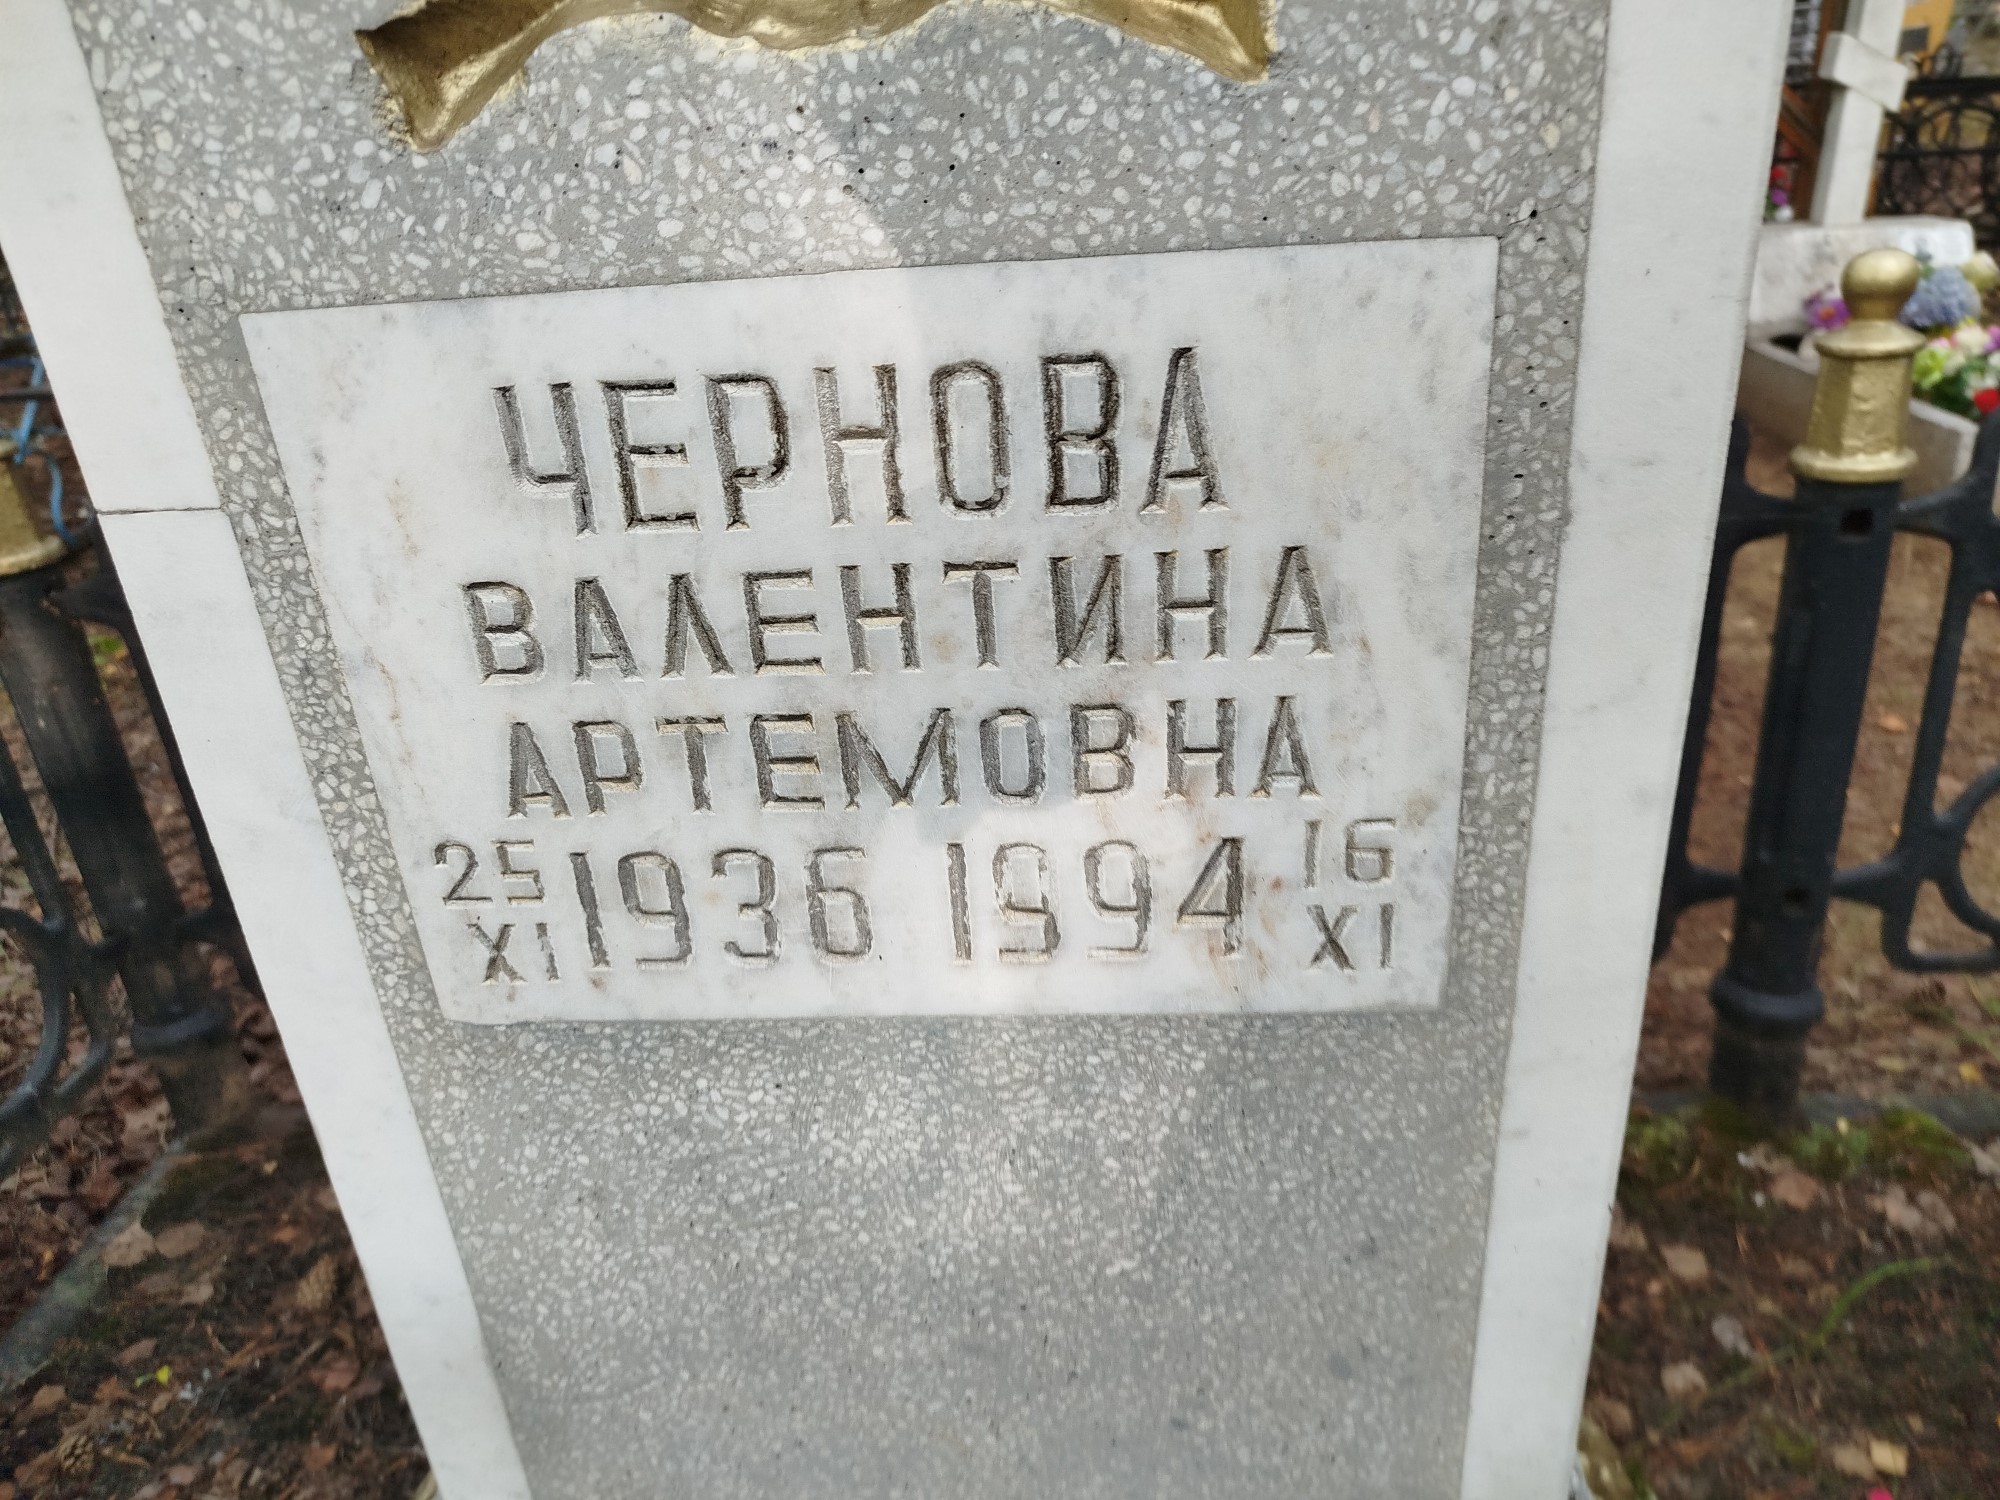 ЧЕРНОВА
ВАЛЕНТИНА
АРТЕМОВНА
25 XI 1936 1994 16 XI